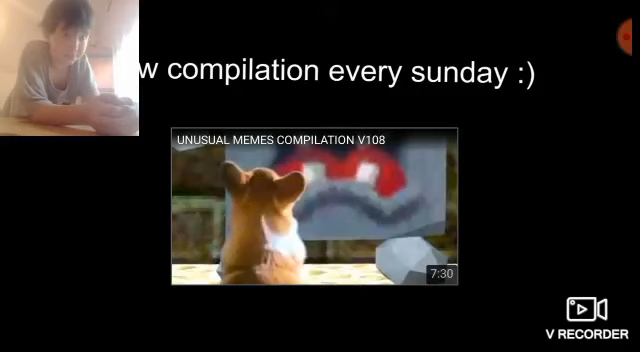 w compilation every sunday :)
UNUSUAL MEMES COMPILATION V108
7:30
V RECORDER